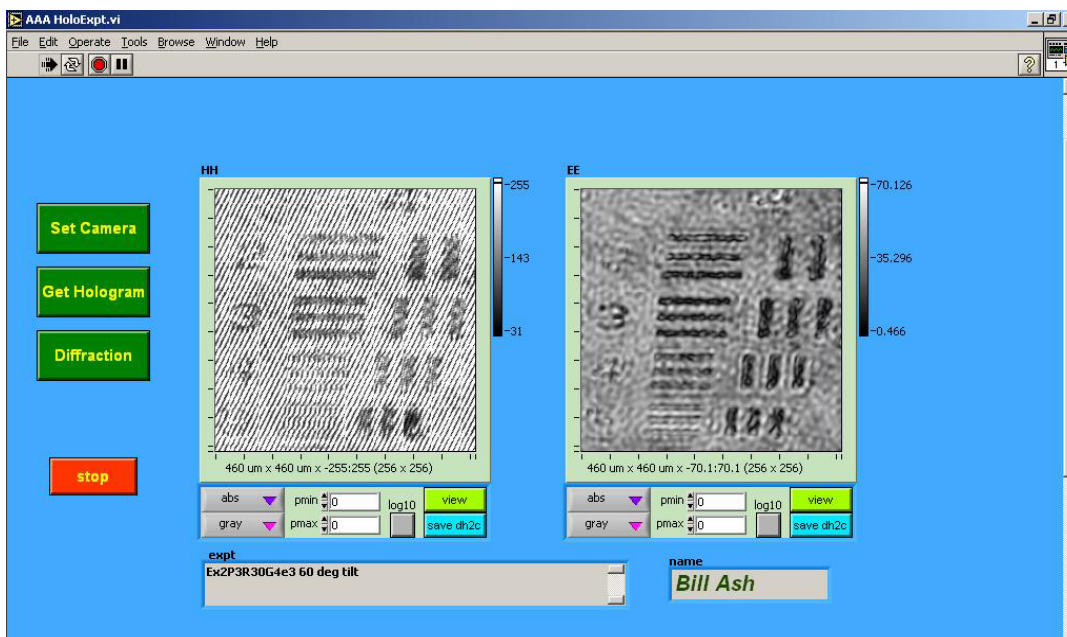 AAA HoloExpt.vi
File Edit Operate Tools Browse Window Help
1
HH
EE
255
143
31
70.126
35.296
0.466
Set Camera
Get Hologram
Diffraction
stop
3
3
460 um x 460 um x -255:255 (256 x 256)
460 um x 460 um x -70.1:70.1 (256 x 256)
abs
pmin 0
log10
view
gray
pmax 0
save dh2c
abs
pmin 0
log10
view
gray
pmax 0
save dh2c
expt
Ex2P3R30G4e3 60 deg tilt
name
Bill Ash